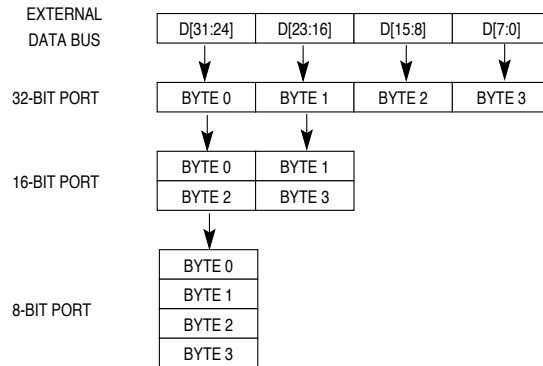 EXTERNAL
DATA BUS
D[31:24] D[23:16] D[15:8] D[7:0]
32-BIT PORT BYTE 0 BYTE 1 BYTE 2 BYTE 3
16-BIT PORT
BYTE 0 BYTE 1
BYTE 2 BYTE 3
8-BIT PORT
BYTE 0
BYTE 1
BYTE 2
BYTE 3